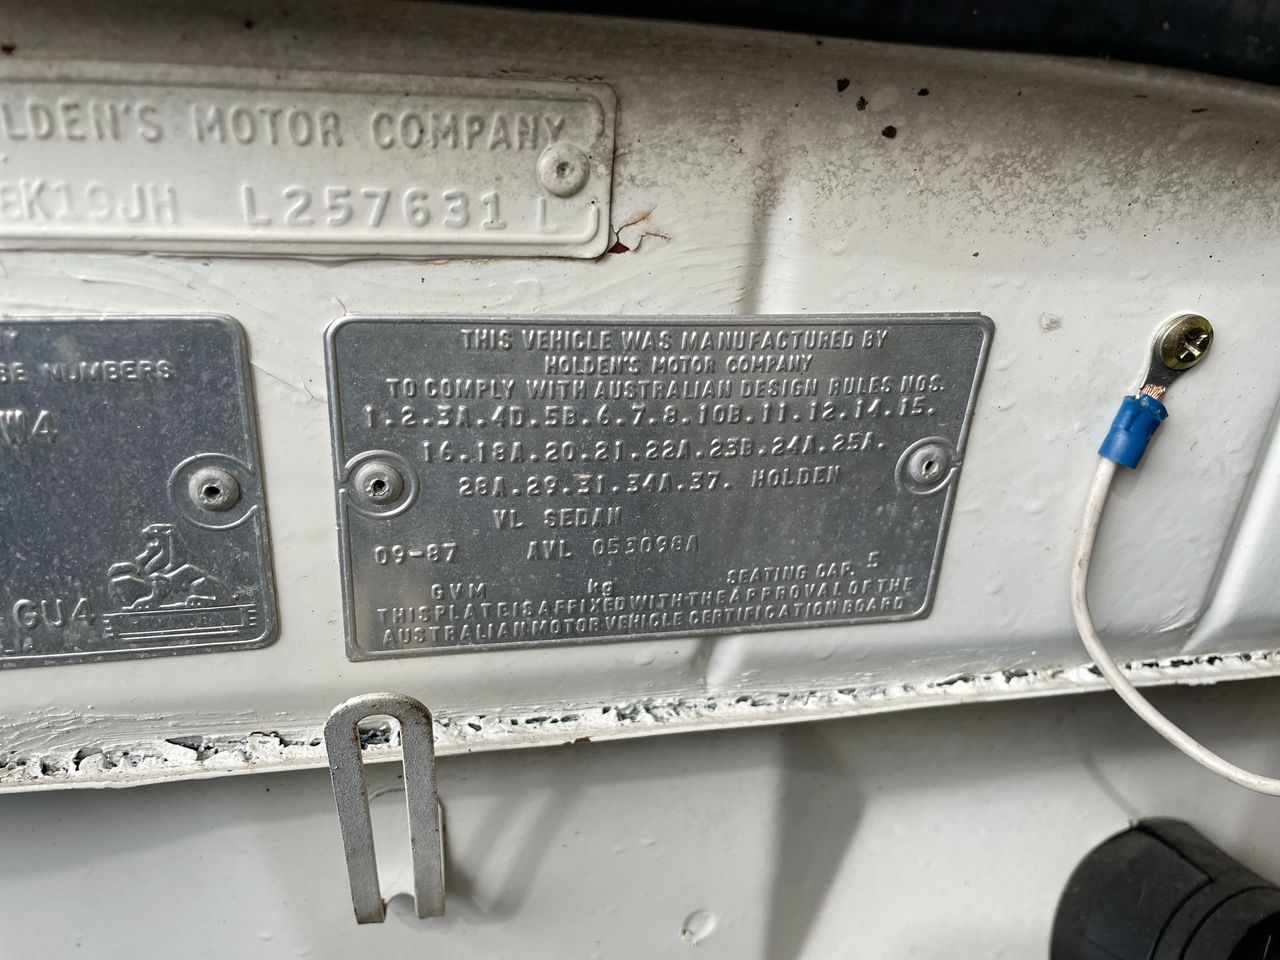 OLDEN'S MOTOR COMPANY
8K19JH L257631 L
SE NUMBERS
W4
GU4
THIS VEHICLE WAS MANUFACTURED BY
HOLDEN'S MOTOR COMPANY
TO COMPLY WITH AUSTRALIAN DESIGN RULES NOS.
1.2.3A.4D.5B.6.7.8.10B.11.12.14.15.
16.18A.20.21.22A.23B.24A.25A.
28A.29.31.34A.37. HOLDEN
VL SEDAN
09-87 AVL 053098A
GVM kg SEATING CAP. 5
THIS PLATE IS AFFIXED WITH THE APPROVAL OF THE
AUSTRALIAN MOTOR VEHICLE CERTIFICATION BOARD